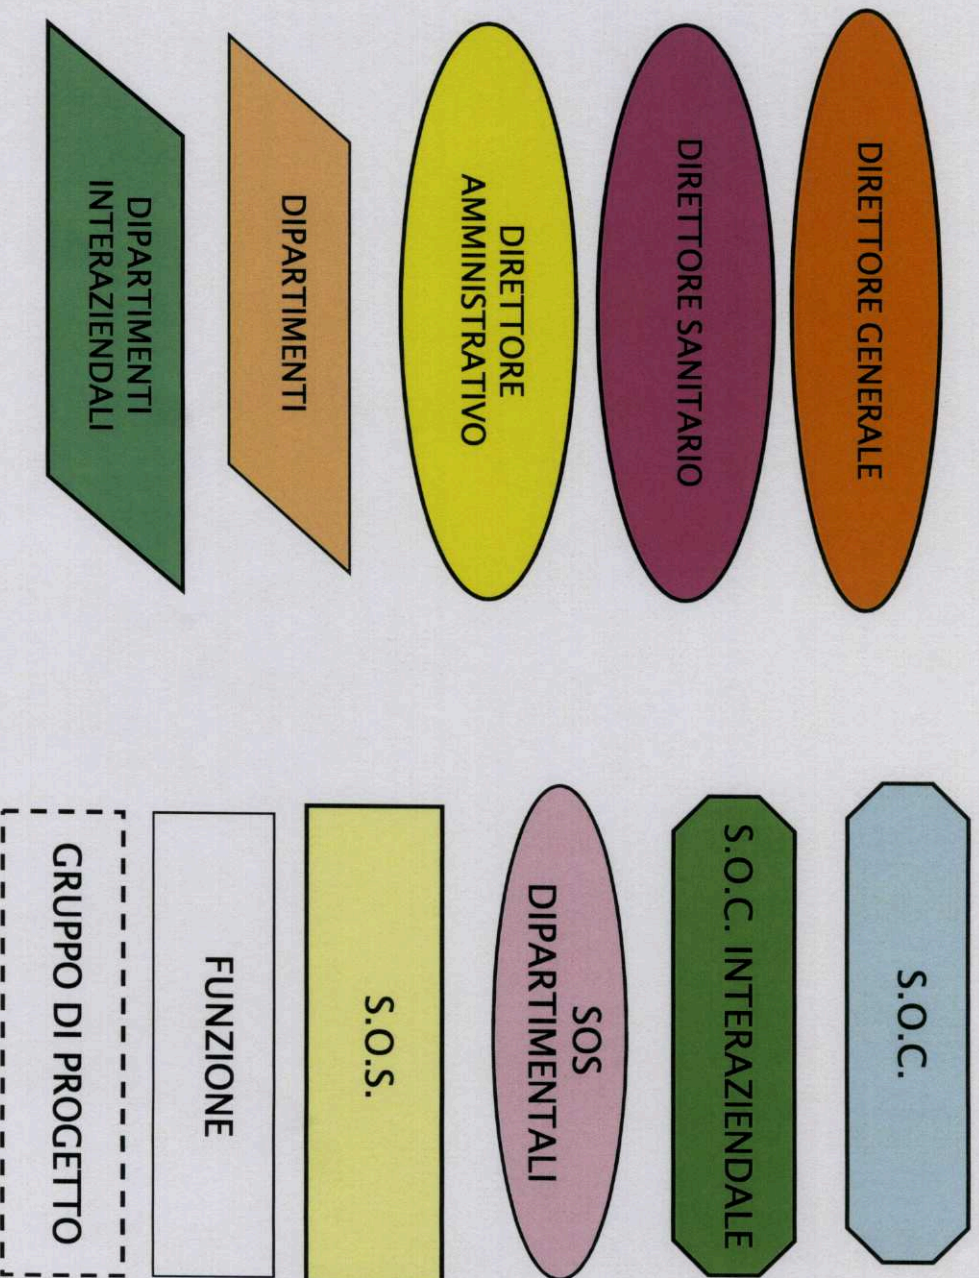 DIRETTORE GENERALE
DIRETTORE SANITARIO
DIRETTORE
AMMINISTRATIVO
DIPARTIMENTI
DIPARTIMENTI
INTERAZIENDALI
S.O.C.
S.O.C. INTERAZIENDALE
SOS
DIPARTIMENTALI
S.O.S.
FUNZIONE
GRUPPO DI PROGETTO